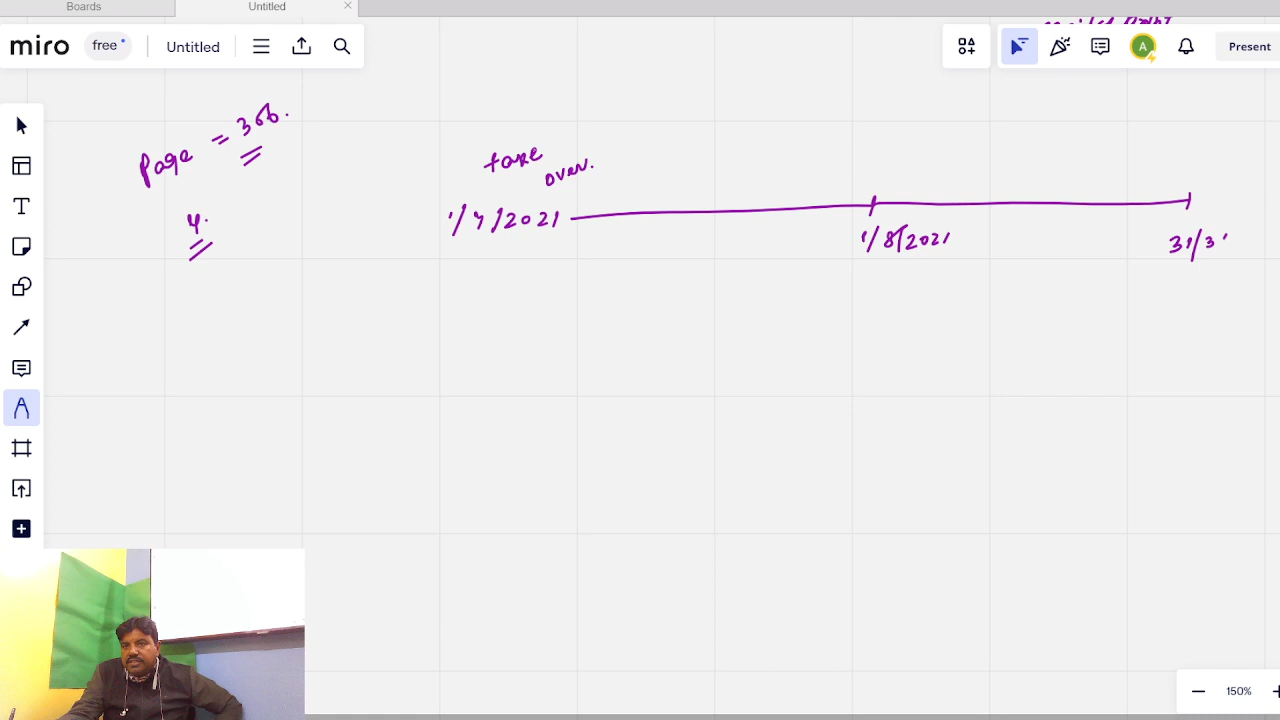 Boards Untitled
miro free Untitled
A Present
Page = 366.
4.
take over.
1/4/2021
1/8/2021
31/3
150%